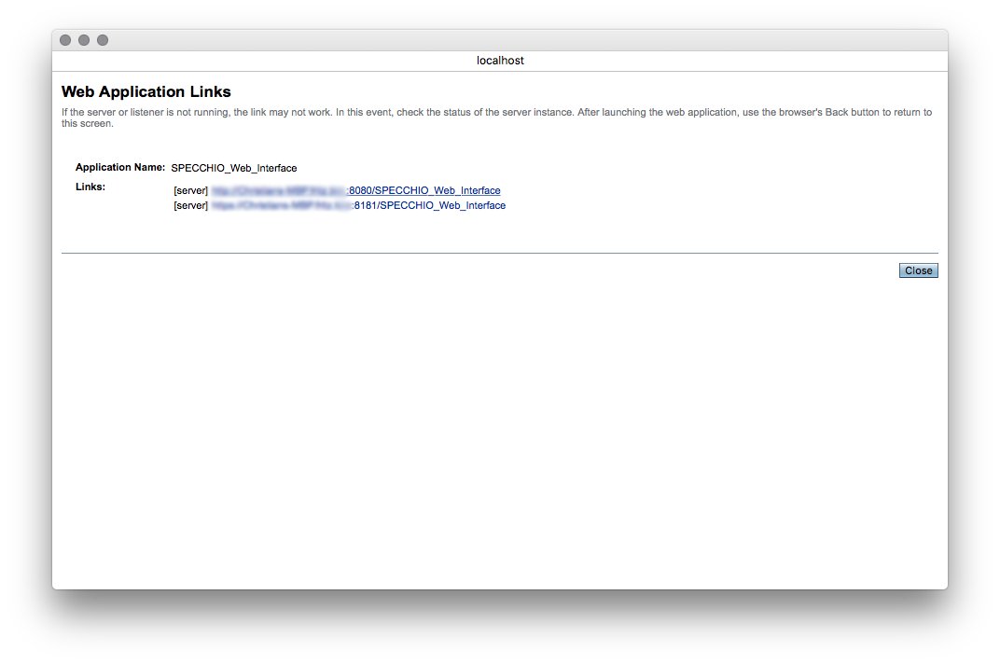 localhost
Web Application Links
If the server or listener is not running, the link may not work. In this event, check the status of the server instance. After launching the web application, use the browser's Back button to return to
this screen.
Application Name: SPECCHIO_Web_Interface
Links:
[server] :8080/SPECCHIO_Web_Interface
[server] :8181/SPECCHIO_Web_Interface
Close